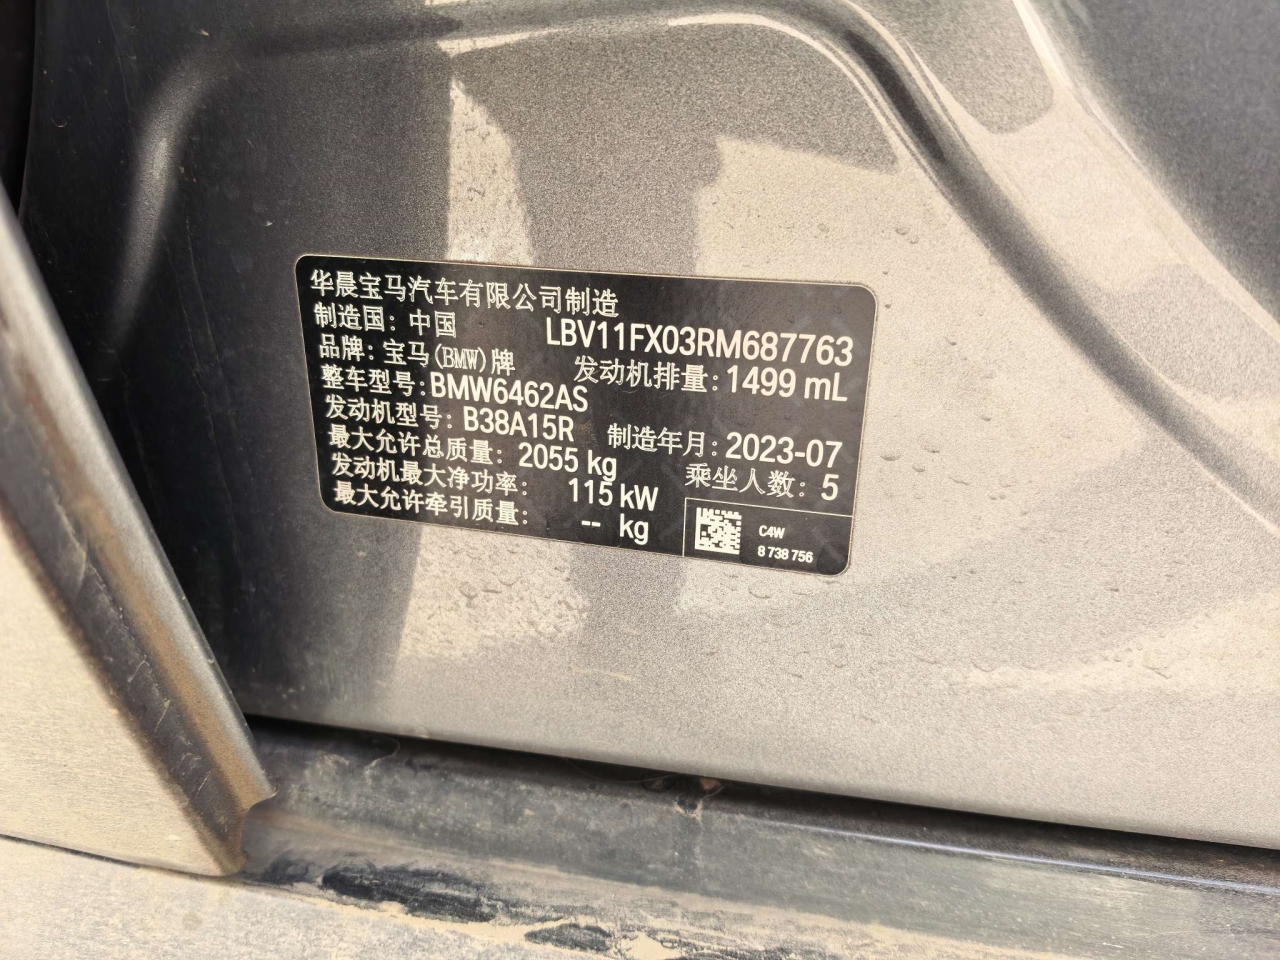 华晨宝马汽车有限公司制造
制造国：中国 LBV11FX03RM687763
品牌：宝马(BMW)牌 发动机排量：1499 mL
整车型号：BMW6462AS
发动机型号：B38A15R 制造年月：2023-07
最大允许总质量：2055 kg 乘坐人数：5
发动机最大净功率：115 kW
最大允许牵引质量：-- kg
C4W
8 738 756